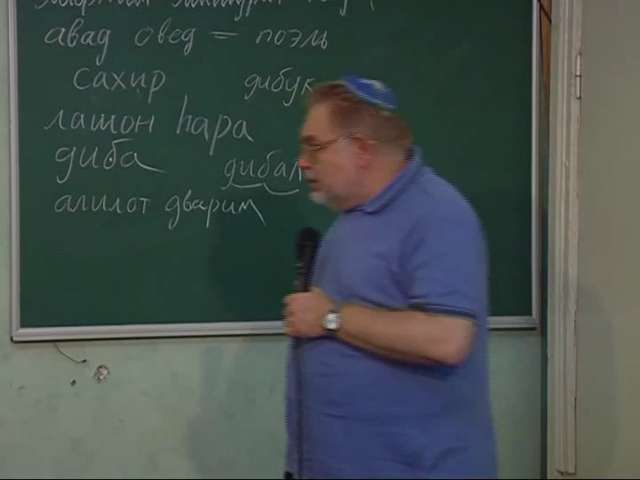 авад овед = поэль
сахир дибук
лашон hара
диба дибал
алилот дварим